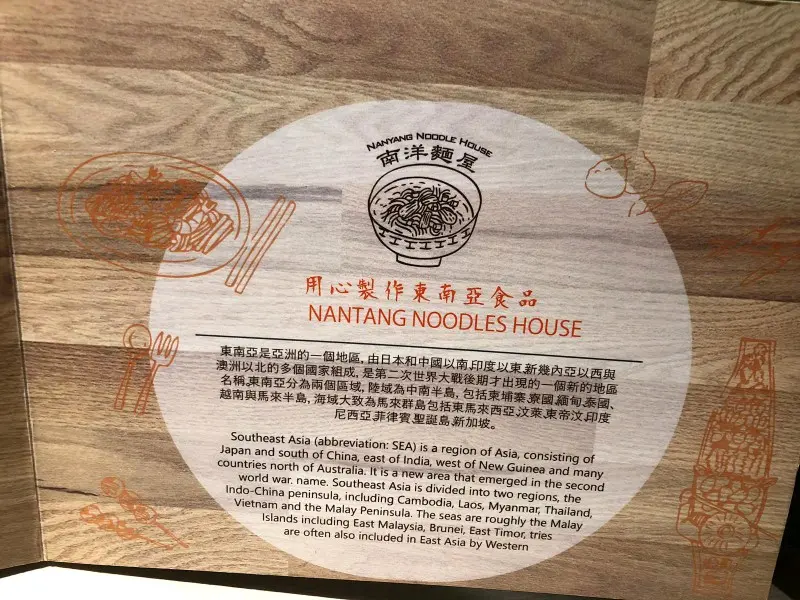 NANYANG NOODLE HOUSE
南洋麵屋
用心製作東南亞食品
NANTANG NOODLES HOUSE
東南亞是亞洲的一個地區, 由日本和中國以南,印度以東,新幾內亞以西與
澳洲以北的多個國家組成, 是第二次世界大戰後期才出現的一個新的地區
名稱,東南亞分為兩個區域; 陸域為中南半島, 包括柬埔寨,寮國,緬甸,泰國、
越南與馬來半島, 海域大致為馬來群島包括東馬來西亞,汶萊,東帝汶,印度
尼西亞,菲律賓,聖誕島,新加坡。
Southeast Asia (abbreviation: SEA) is a region of Asia, consisting of
Japan and south of China, east of India, west of New Guinea and many
countries north of Australia. It is a new area that emerged in the second
world war. name. Southeast Asia is divided into two regions, the
Indo-China peninsula, including Cambodia, Laos, Myanmar, Thailand,
Vietnam and the Malay Peninsula. The seas are roughly the Malay
Islands including East Malaysia, Brunei, East Timor, tries
are often also included in East Asia by Western